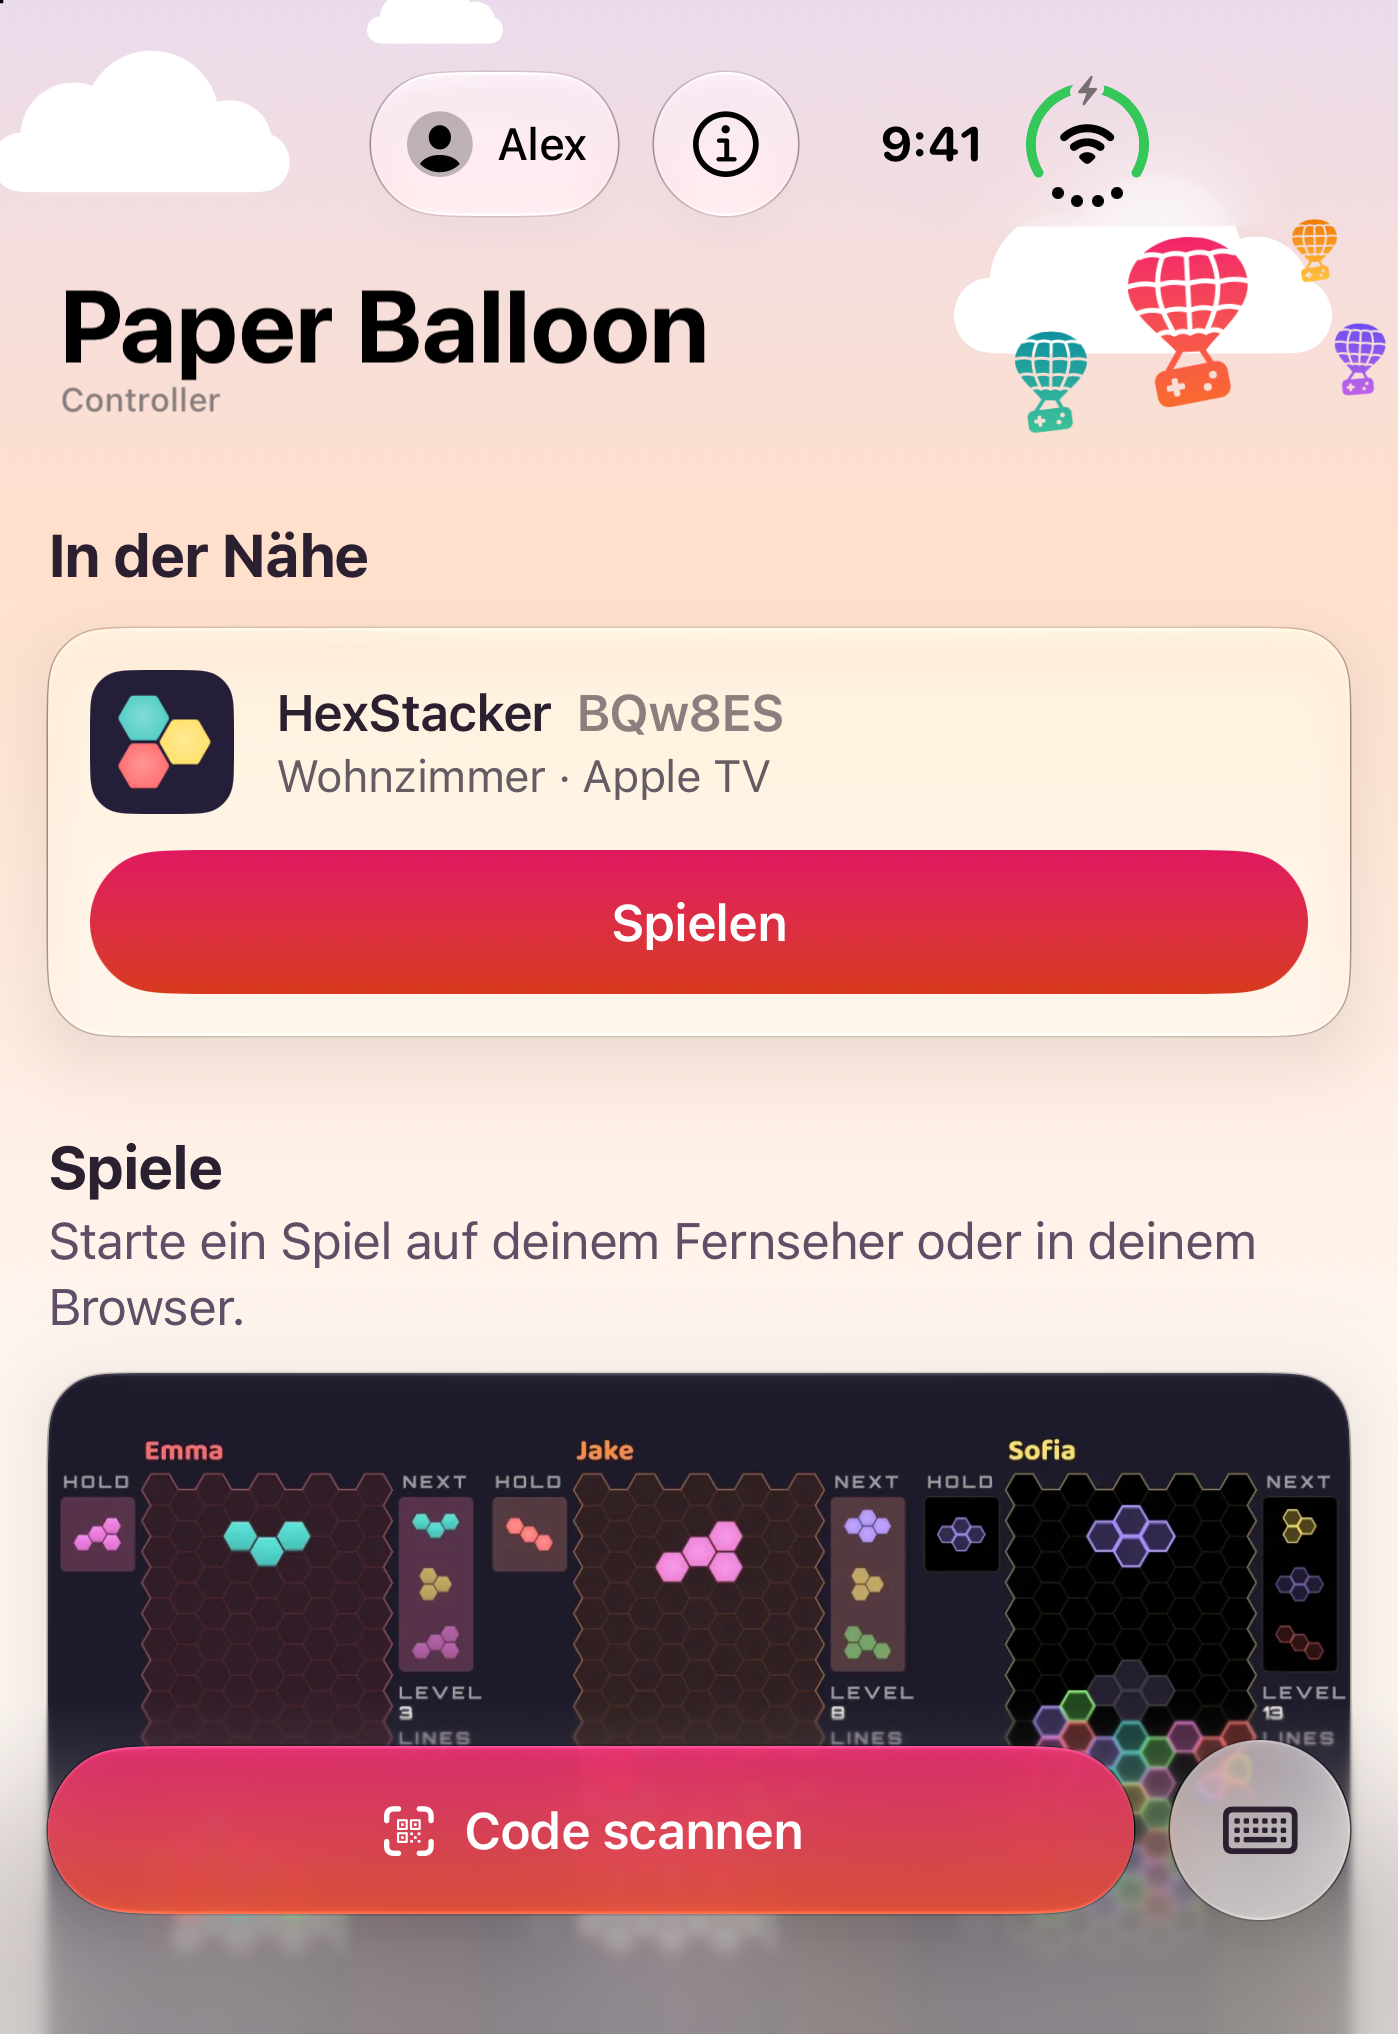 Alex
9:41
Paper Balloon
Controller
In der Nähe
HexStacker BQw8ES
Wohnzimmer · Apple TV
Spielen
Spiele
Starte ein Spiel auf deinem Fernseher oder in deinem
Browser.
Emma
HOLD
NEXT
LEVEL
3
LINES
Jake
HOLD
NEXT
LEVEL
8
LINES
Sofia
HOLD
NEXT
LEVEL
13
LINES
Code scannen